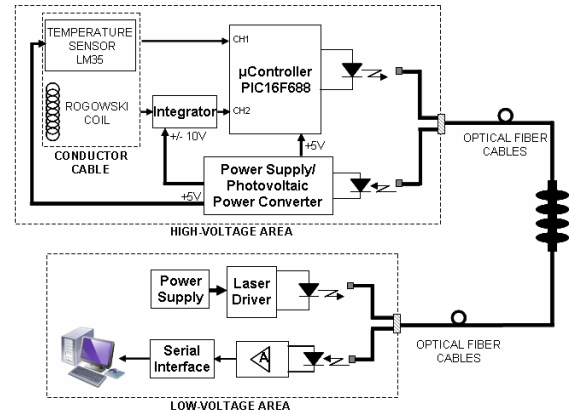 TEMPERATURE
SENSOR
LM35
ROGOWSKI
COIL
CONDUCTOR
CABLE
Integrator
+/- 10V
CH1
µController
PIC16F688
CH2
+5V
Power Supply/
Photovoltaic
Power Converter
+5V
HIGH-VOLTAGE AREA
OPTICAL FIBER
CABLES
Power
Supply
Laser
Driver
Serial
Interface
A
OPTICAL FIBER
CABLES
LOW-VOLTAGE AREA